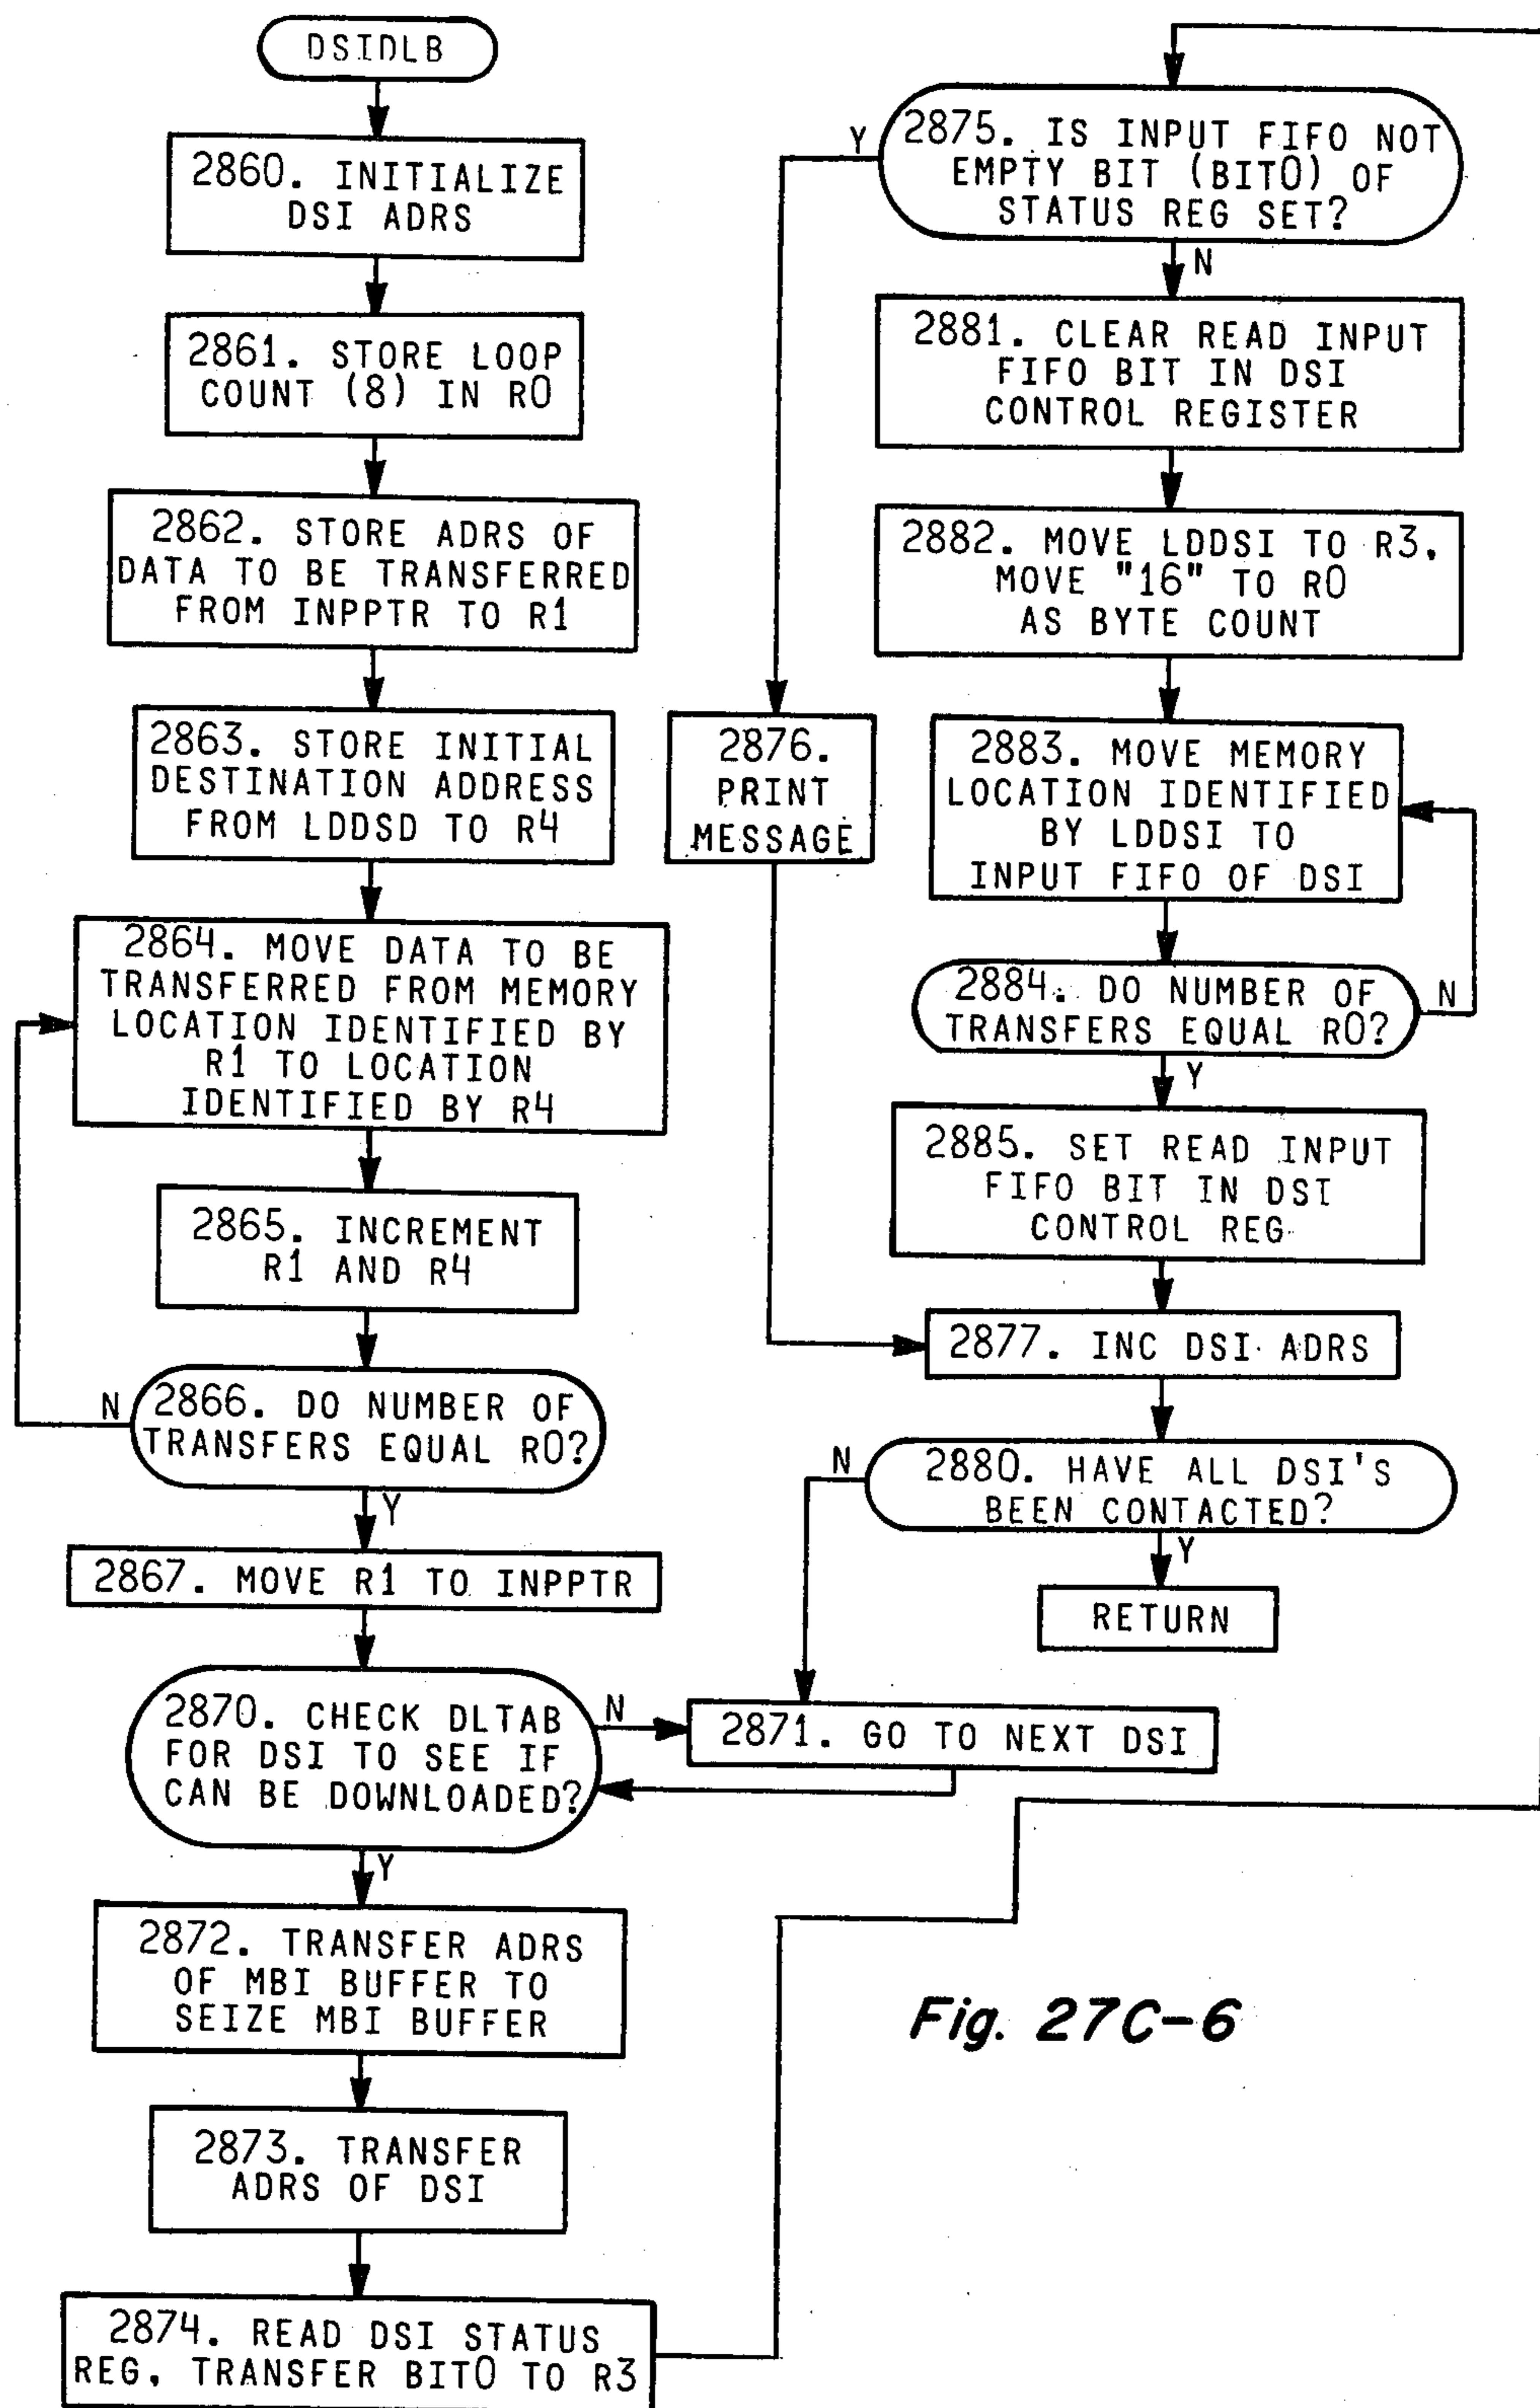 DSIDLB
2860. INITIALIZE
DSI ADRS
2861. STORE LOOP
COUNT (8) IN R0
2862. STORE ADRS OF
DATA TO BE TRANSFERRED
FROM INPPTR TO R1
2863. STORE INITIAL
DESTINATION ADDRESS
FROM LDDSD TO R4
2864. MOVE DATA TO BE
TRANSFERRED FROM MEMORY
LOCATION IDENTIFIED BY
R1 TO LOCATION
IDENTIFIED BY R4
2865. INCREMENT
R1 AND R4
N
2866. DO NUMBER OF
TRANSFERS EQUAL R0?
Y
2867. MOVE R1 TO INPPTR
2870. CHECK DLTAB
FOR DSI TO SEE IF
CAN BE DOWNLOADED?
N
2871. GO TO NEXT DSI
Y
2872. TRANSFER ADRS
OF MBI BUFFER TO
SEIZE MBI BUFFER
2873. TRANSFER
ADRS OF DSI
2874. READ DSI STATUS
REG, TRANSFER BIT0 TO R3
Y
2875. IS INPUT FIFO NOT
EMPTY BIT (BIT0) OF
STATUS REG SET?
N
2876.
PRINT
MESSAGE
2881. CLEAR READ INPUT
FIFO BIT IN DSI
CONTROL REGISTER
2882. MOVE LDDSI TO R3,
MOVE "16" TO R0
AS BYTE COUNT
2883. MOVE MEMORY
LOCATION IDENTIFIED
BY LDDSI TO
INPUT FIFO OF DSI
2884. DO NUMBER OF
TRANSFERS EQUAL R0?
N
Y
2885. SET READ INPUT
FIFO BIT IN DSI
CONTROL REG
2877. INC DSI ADRS
N
2880. HAVE ALL DSI'S
BEEN CONTACTED?
Y
RETURN
Fig. 27C-6